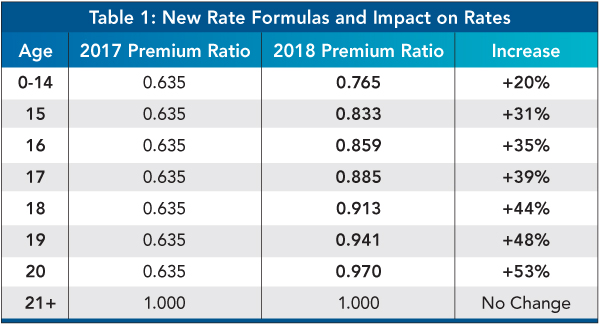 Table 1: New Rate Formulas and Impact on Rates
Age 2017 Premium Ratio 2018 Premium Ratio Increase
0-14 0.635 0.765 +20%
15 0.635 0.833 +31%
16 0.635 0.859 +35%
17 0.635 0.885 +39%
18 0.635 0.913 +44%
19 0.635 0.941 +48%
20 0.635 0.970 +53%
21+ 1.000 1.000 No Change